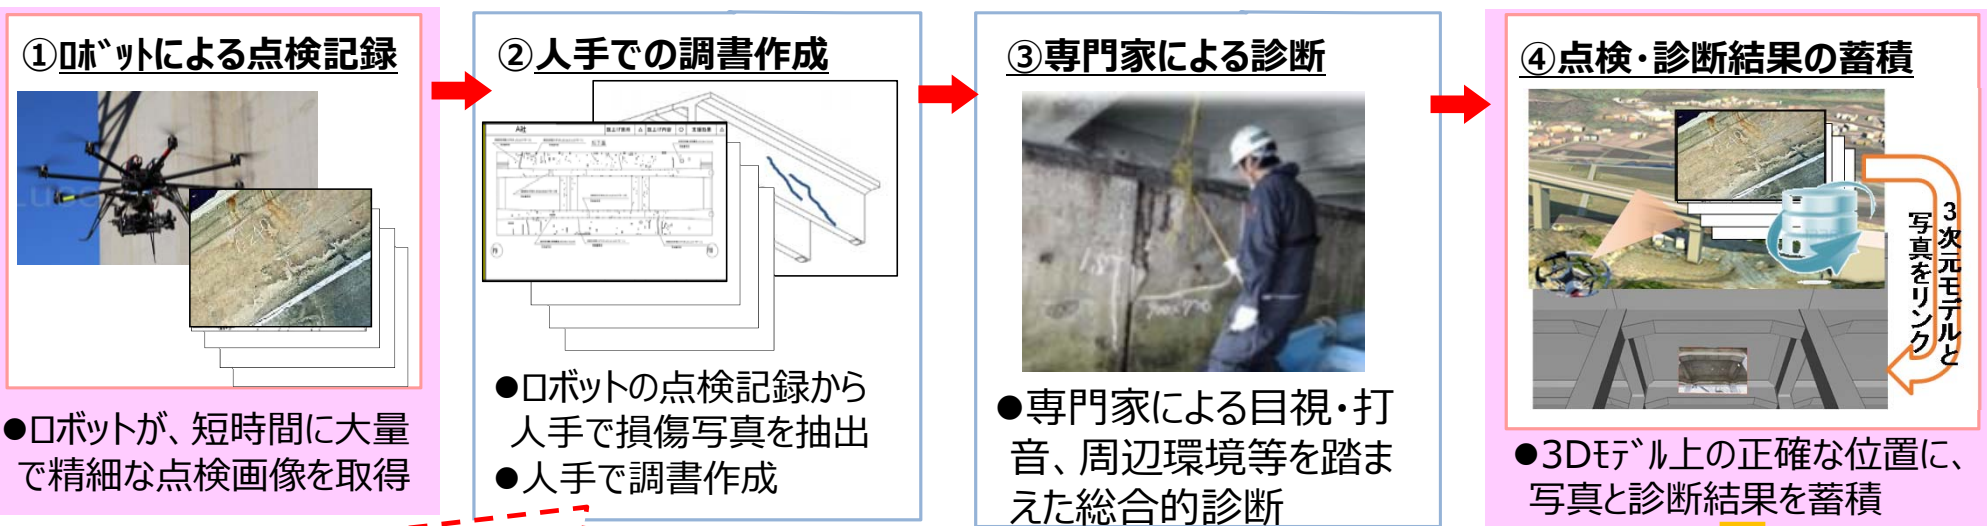 ①ﾛﾎﾞｯﾄによる点検記録
●ロボットが、短時間に大量
で精細な点検画像を取得
②人手での調書作成
A社
●ロボットの点検記録から
人手で損傷写真を抽出
●人手で調書作成
③専門家による診断
●専門家による目視・打
音、周辺環境等を踏ま
えた総合的診断
④点検・診断結果の蓄積
3次元モデルと
写真をリンク
●3Dﾓﾃﾞﾙ上の正確な位置に、
写真と診断結果を蓄積